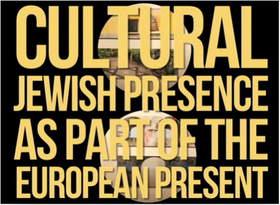 CULTURAL
JEWISH PRESENCE
AS PART OF THE
EUROPEAN PRESENT